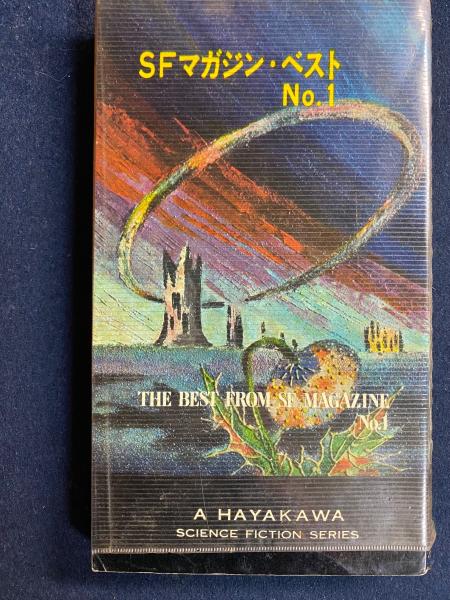 SFマガジン・ベスト
No.1
THE BEST FROM SF MAGAZINE
No.1
A HAYAKAWA
SCIENCE FICTION SERIES